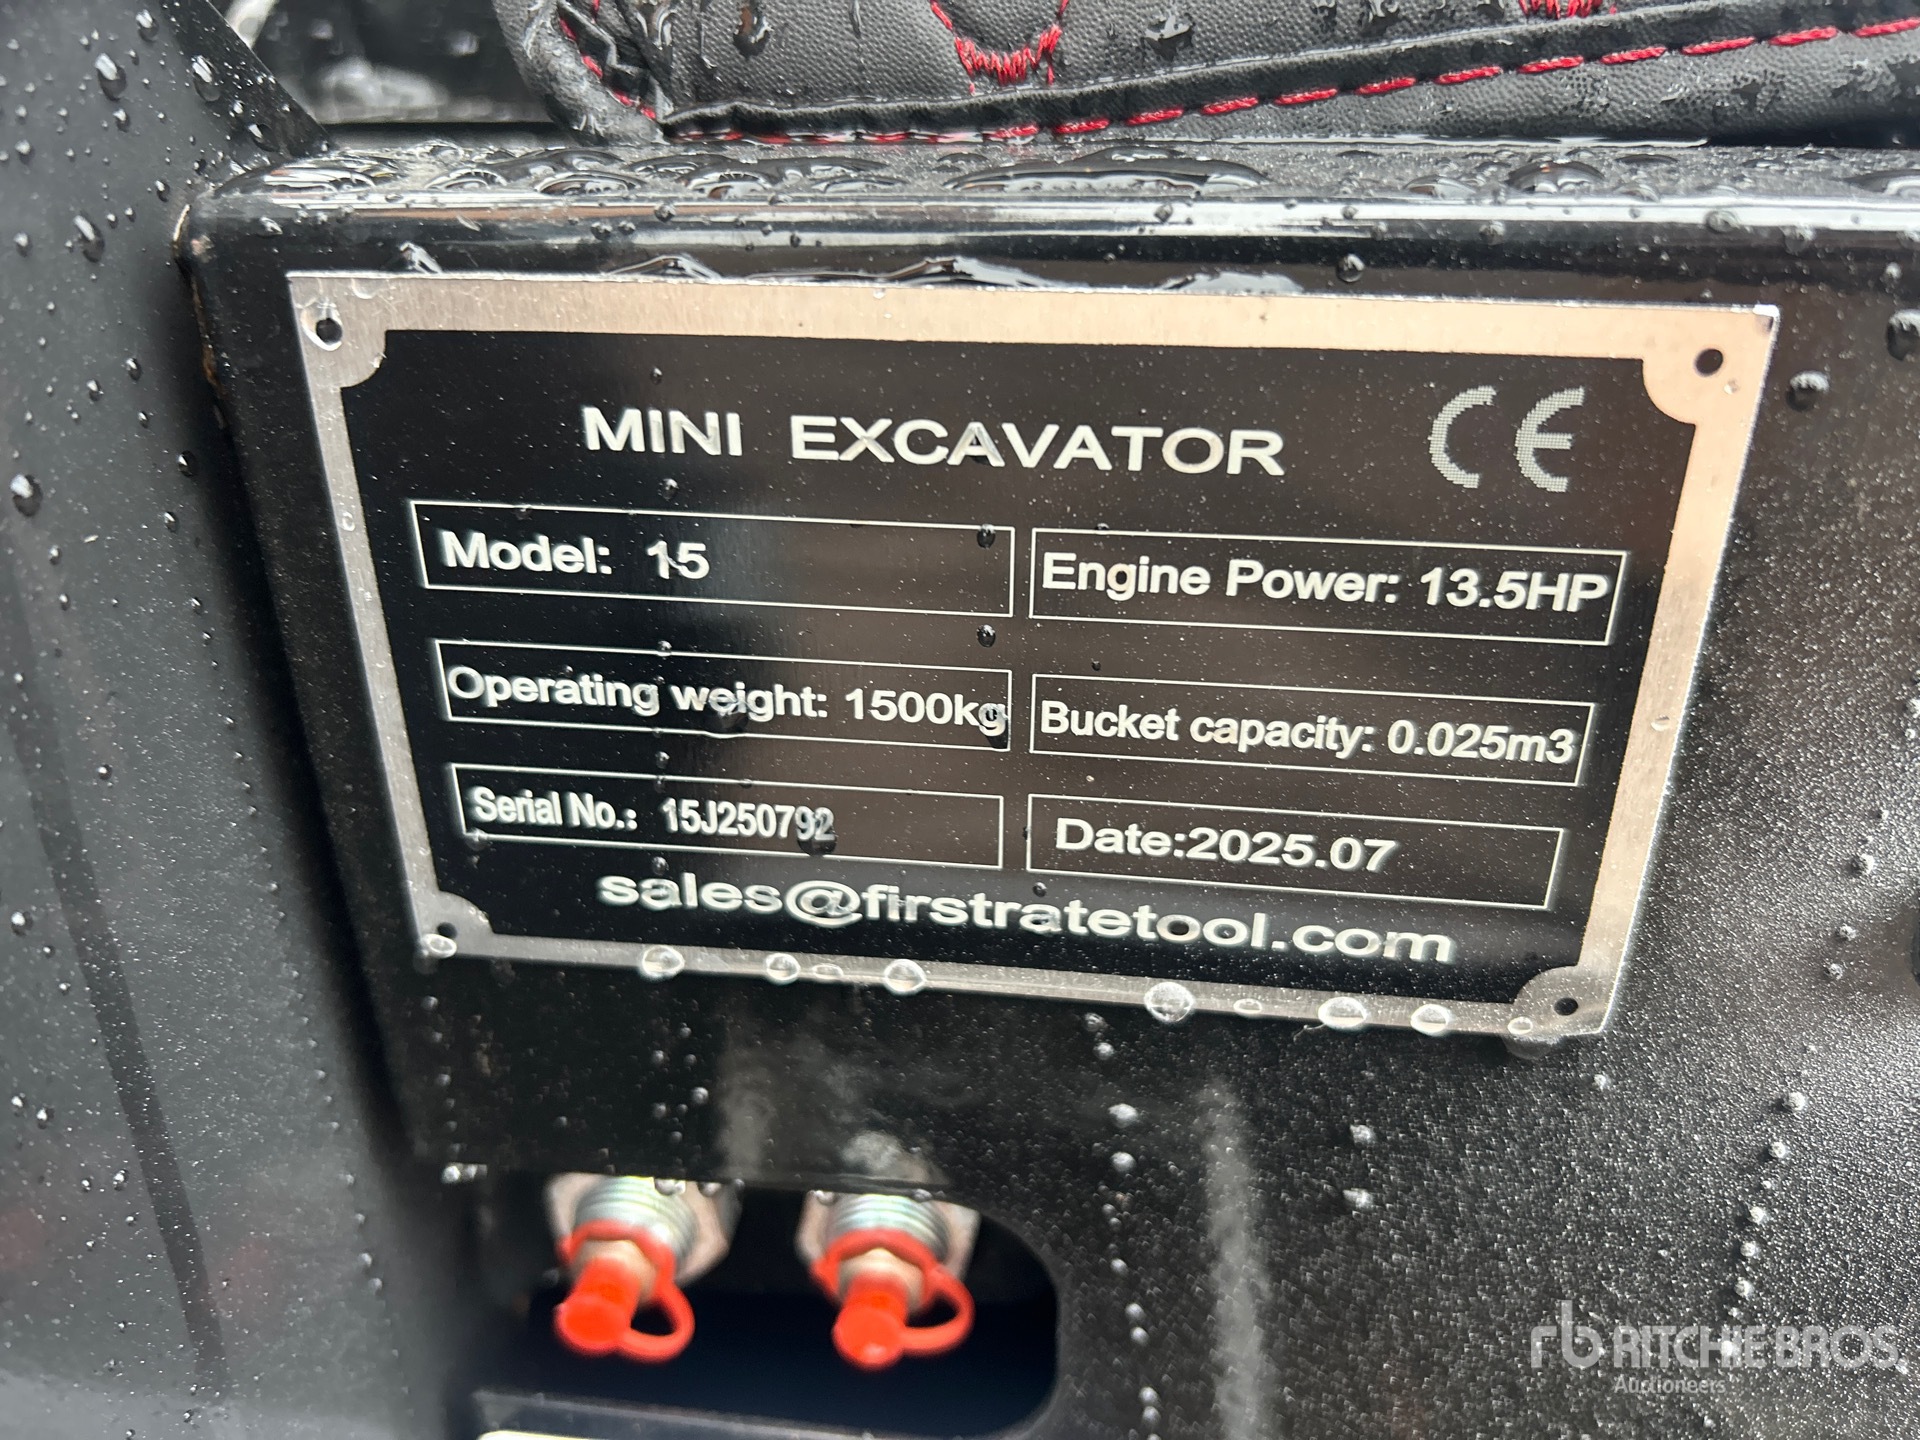 MINI EXCAVATOR CE
Model: 15 Engine Power: 13.5HP
Operating weight: 1500kg Bucket capacity: 0.025m3
Serial No.: 15J250792 Date:2025.07
sales@firstratetool.com
rb RITCHIE BROS.
Auctioneers